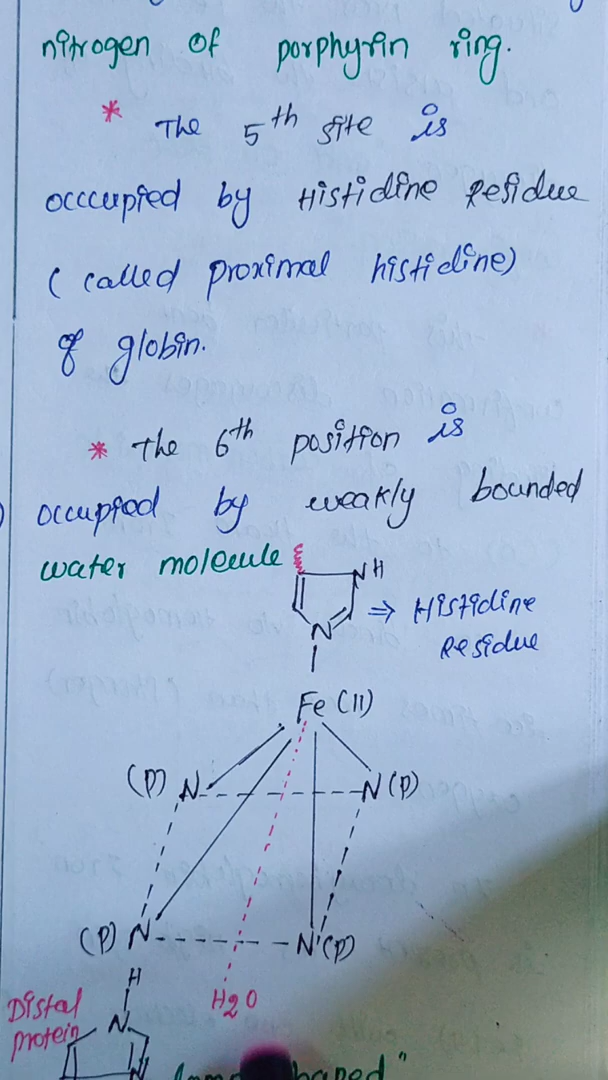 nitrogen of porphyrin ring.
* The 5th site is
occcupied by Histidine Residue
( called proximal histidine)
of globin.
* The 6th position is
occupied by weakly bounded
water molecule
NH
N
⇒ Histidine
Residue
Fe (II)
(P) N
N (P)
(P) N
N (P)
H
H2O
Distal
protein
N
N